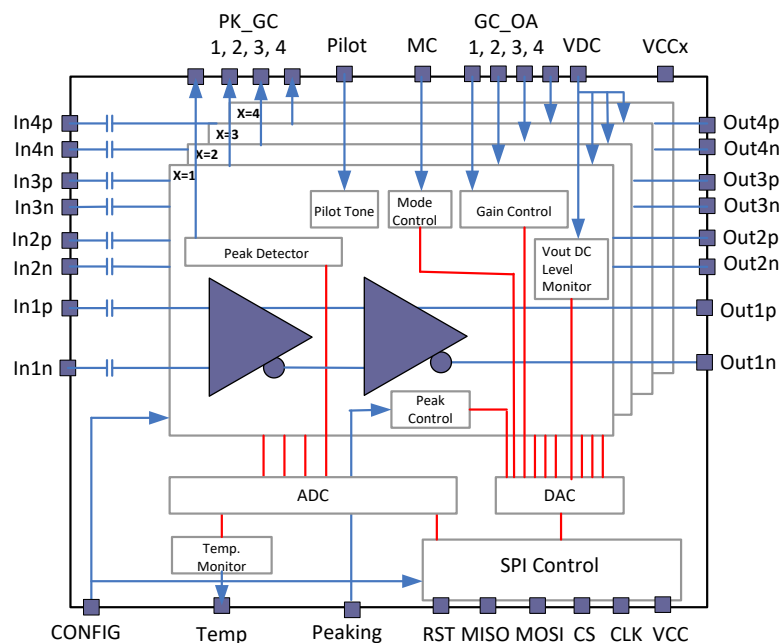 PK_GC
1, 2, 3, 4
Pilot
MC
GC_OA
1, 2, 3, 4
VDC
VCCx
In4p
In4n
In3p
In3n
In2p
In2n
In1p
In1n
X=4
X=3
X=2
X=1
Out4p
Out4n
Out3p
Out3n
Out2p
Out2n
Out1p
Out1n
Pilot Tone
Mode
Control
Gain Control
Peak Detector
Vout DC
Level
Monitor
Peak
Control
ADC
DAC
Temp.
Monitor
SPI Control
CONFIG
Temp
Peaking
RST
MISO
MOSI
CS
CLK
VCC